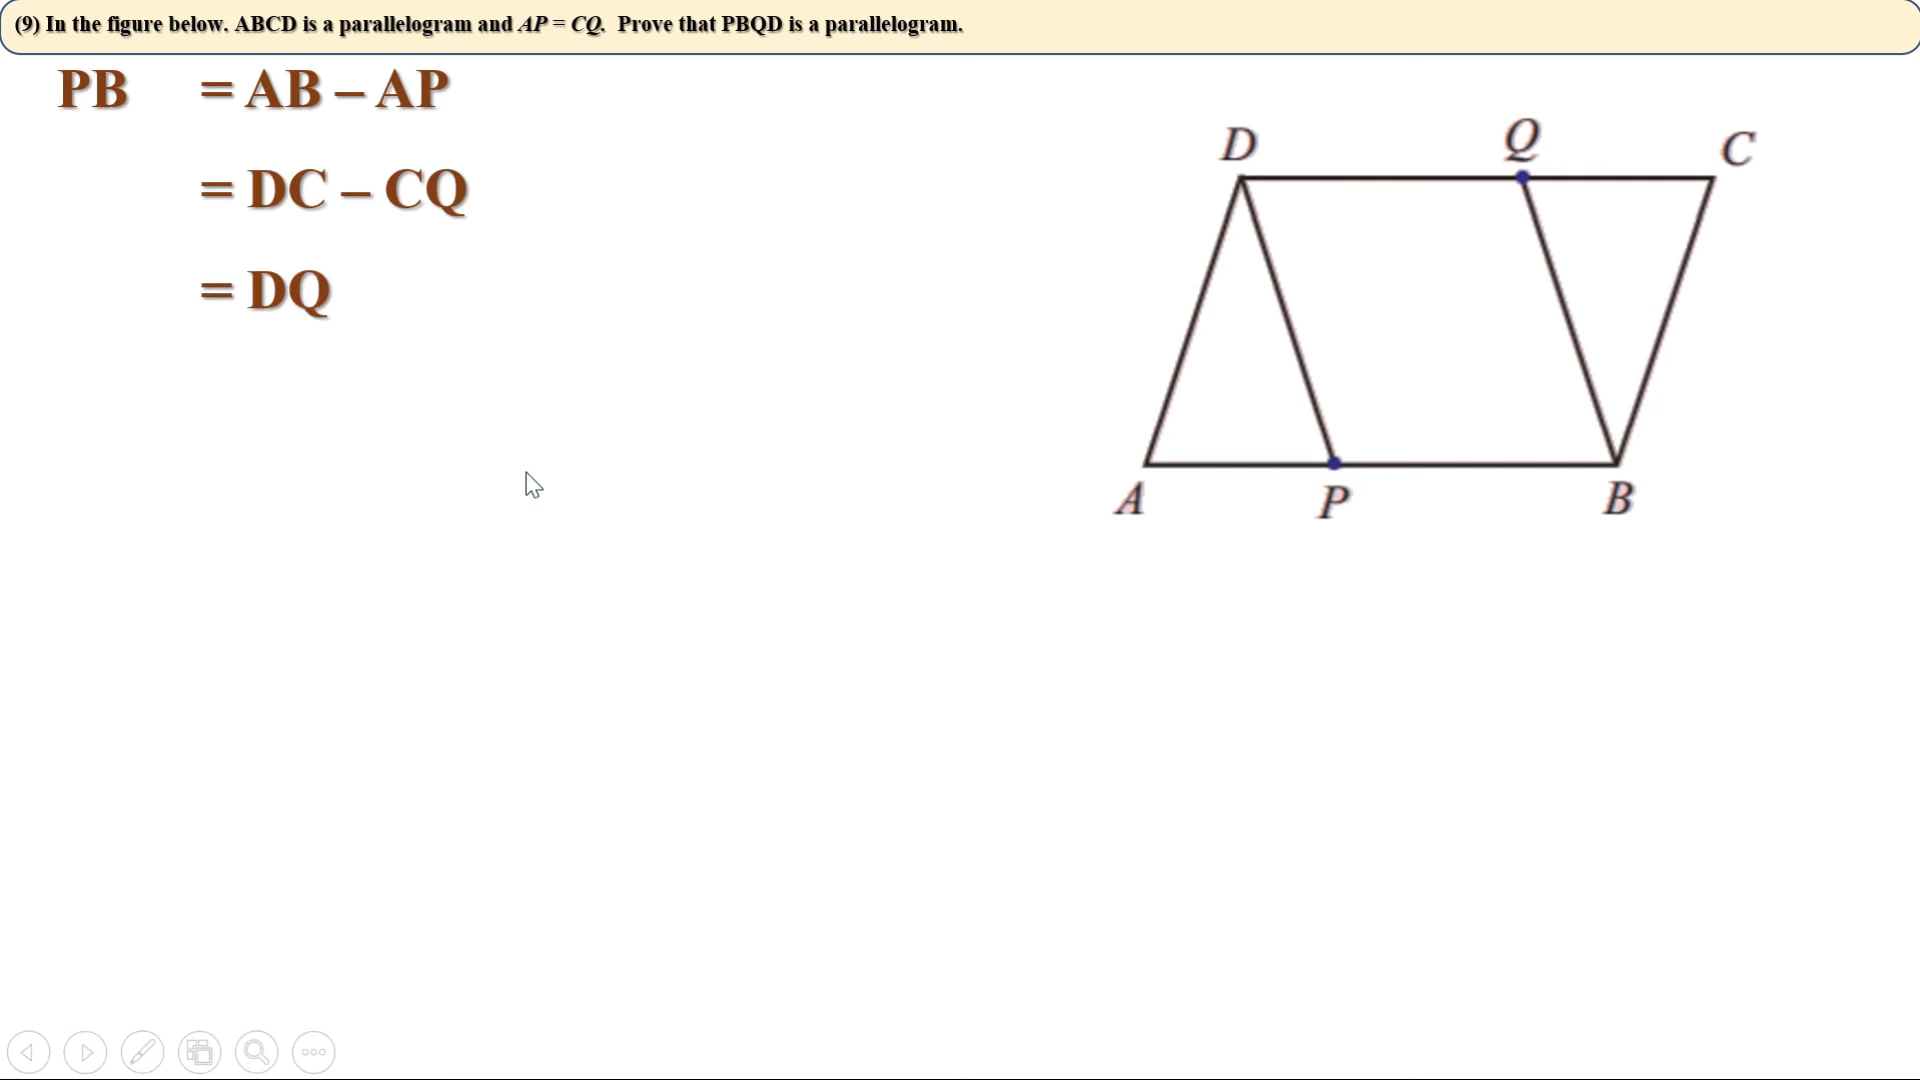 (9) In the figure below. ABCD is a parallelogram and AP = CQ. Prove that PBQD is a parallelogram.
PB = AB – AP
= DC – CQ
= DQ
D Q C
A P B